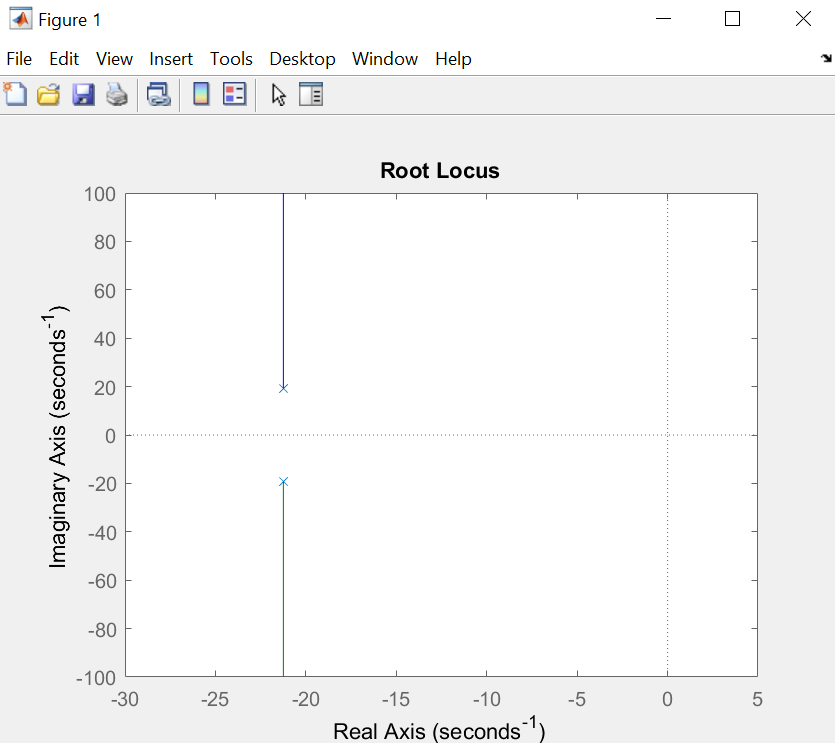 Figure 1
File Edit View Insert Tools Desktop Window Help
Root Locus
100
80
60
40
20
0
-20
-40
-60
-80
-100
Imaginary Axis (seconds⁻¹)
-30 -25 -20 -15 -10 -5 0 5
Real Axis (seconds⁻¹)